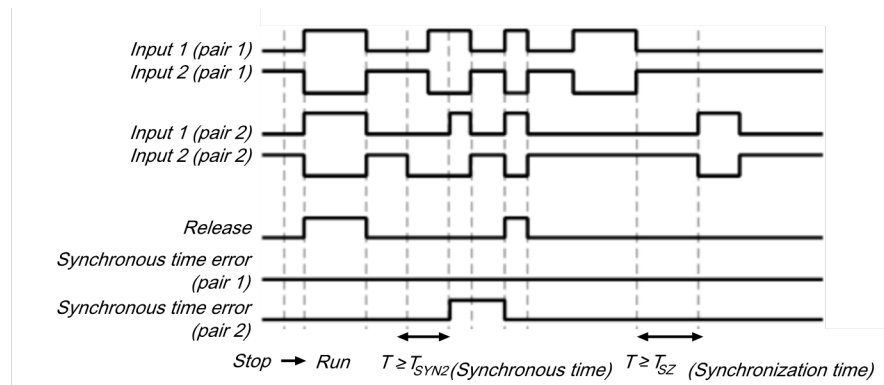 Input 1 (pair 1)
Input 2 (pair 1)
Input 1 (pair 2)
Input 2 (pair 2)
Release
Synchronous time error
(pair 1)
Synchronous time error
(pair 2)
Stop → Run T ≥ TSYN2 (Synchronous time) T ≥ TSZ (Synchronization time)